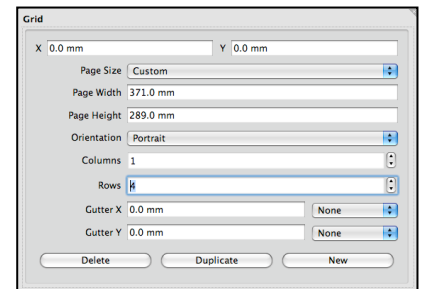 Grid
X 0.0 mm Y 0.0 mm
Page Size Custom
Page Width 371.0 mm
Page Height 289.0 mm
Orientation Portrait
Columns 1
Rows 4
Gutter X 0.0 mm None
Gutter Y 0.0 mm None
Delete Duplicate New